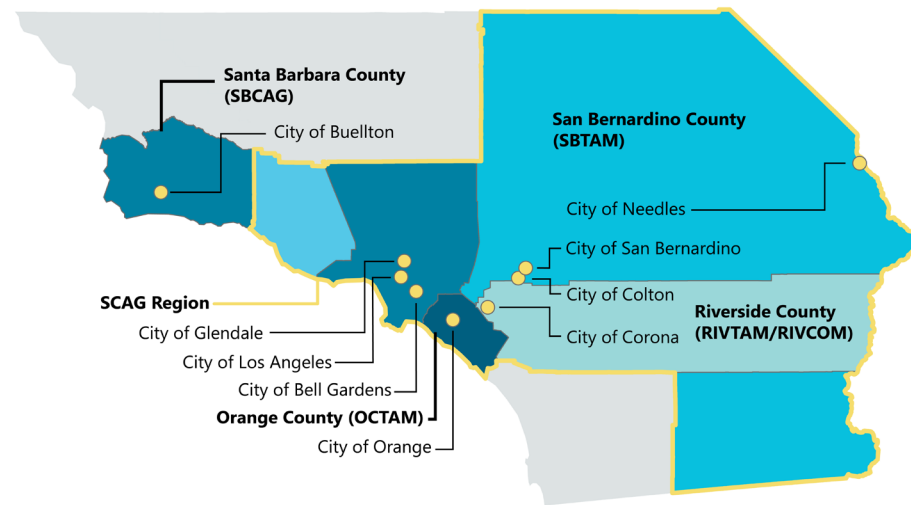 Santa Barbara County
(SBCAG)
City of Buellton
San Bernardino County
(SBTAM)
City of Needles
City of San Bernardino
SCAG Region
City of Colton
Riverside County
(RIVTAM/RIVCOM)
City of Glendale
City of Corona
City of Los Angeles
City of Bell Gardens
Orange County (OCTAM)
City of Orange